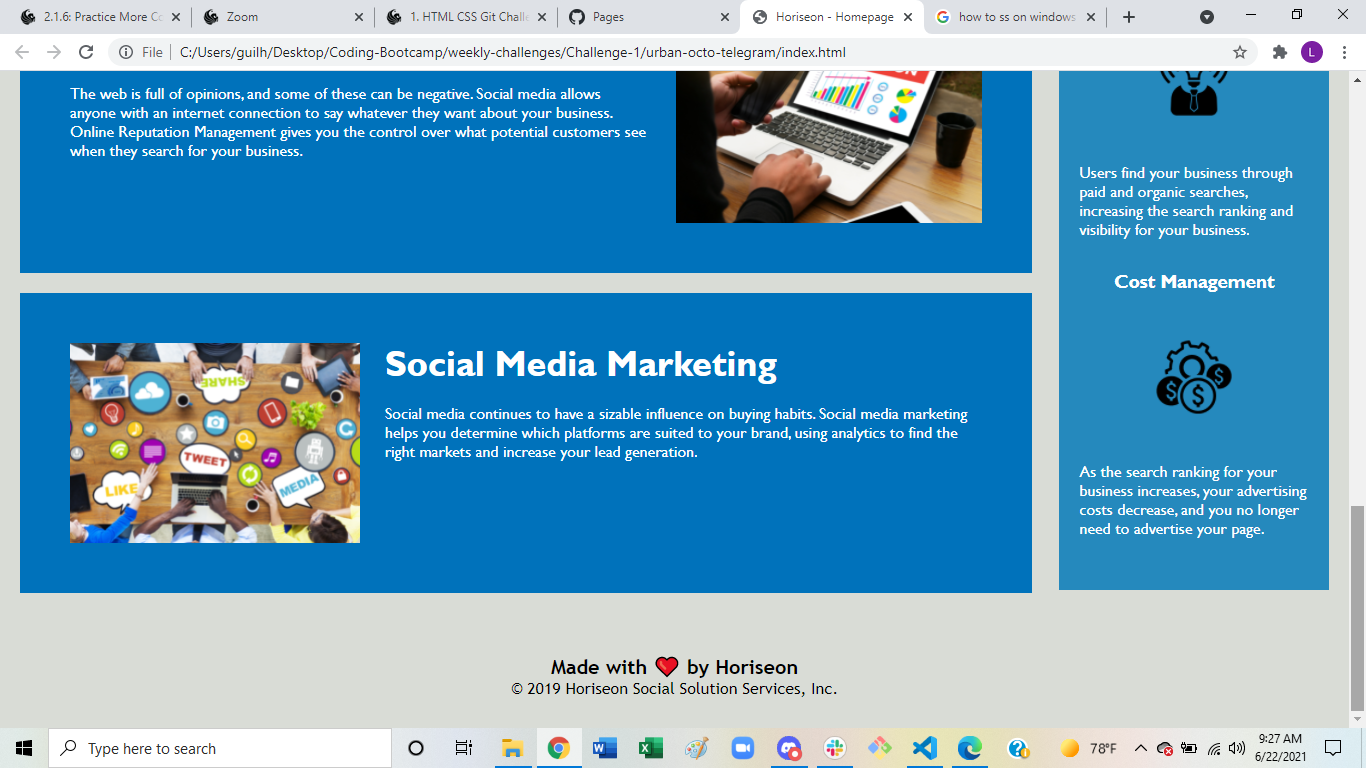 2.1.6: Practice More Co
Zoom
1. HTML CSS Git Chall
Pages
Horiseon - Homepage
how to ss on windows
File
C:/Users/guilh/Desktop/Coding-Bootcamp/weekly-challenges/Challenge-1/urban-octo-telegram/index.html
L
The web is full of opinions, and some of these can be negative. Social media allows
anyone with an internet connection to say whatever they want about your business.
Online Reputation Management gives you the control over what potential customers see
when they search for your business.
Users find your business through
paid and organic searches,
increasing the search ranking and
visibility for your business.
Cost Management
As the search ranking for your
business increases, your advertising
costs decrease, and you no longer
need to advertise your page.
SHARE
TWEET
LIKE
MEDIA
Social Media Marketing
Social media continues to have a sizable influence on buying habits. Social media marketing
helps you determine which platforms are suited to your brand, using analytics to find the
right markets and increase your lead generation.
Made with ❤️ by Horiseon
© 2019 Horiseon Social Solution Services, Inc.
Type here to search
78°F
9:27 AM
6/22/2021